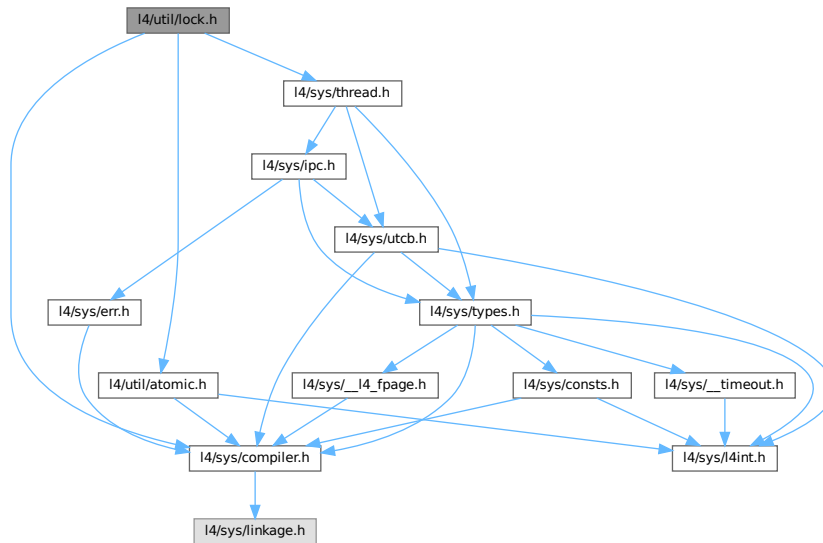 l4/util/lock.h
l4/sys/thread.h
l4/sys/ipc.h
l4/sys/utcb.h
l4/sys/err.h
l4/sys/types.h
l4/util/atomic.h
l4/sys/__l4_fpage.h
l4/sys/consts.h
l4/sys/__timeout.h
l4/sys/compiler.h
l4/sys/l4int.h
l4/sys/linkage.h